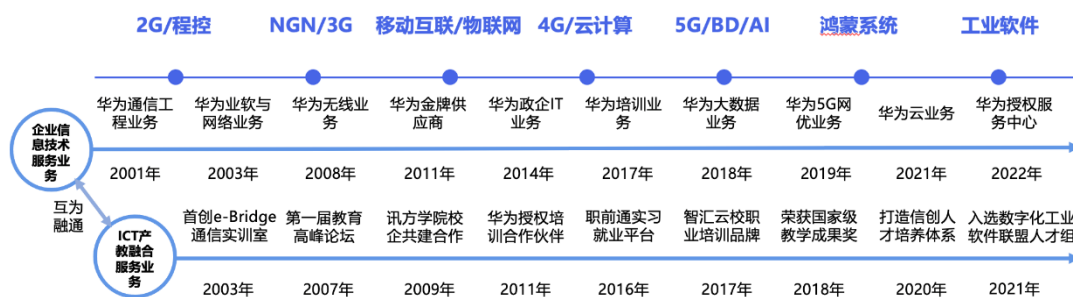 2G/程控 NGN/3G 移动互联/物联网 4G/云计算 5G/BD/AI 鸿蒙系统 工业软件
华为通信工 华为业软与 华为无线业 华为金牌供 华为政企IT 华为培训业 华为大数据 华为5G网 华为云业务 华为授权服
程业务 网络业务 务 应商 业务 务 业务 优业务 务中心
企业信
息技术
服务业
务
2001年 2003年 2008年 2011年 2014年 2017年 2018年 2019年 2021年 2022年
互为
融通
首创e-Bridge 第一届教育 讯方学院校 华为授权培 职前通实习 智汇云校职 荣获国家级 打造信创人 入选数字化工业
通信实训室 高峰论坛 企共建合作 训合作伙伴 就业平台 业培训品牌 教学成果奖 才培养体系 软件联盟人才组
ICT产
教融合
服务业
务
2003年 2007年 2009年 2011年 2016年 2017年 2018年 2020年 2021年